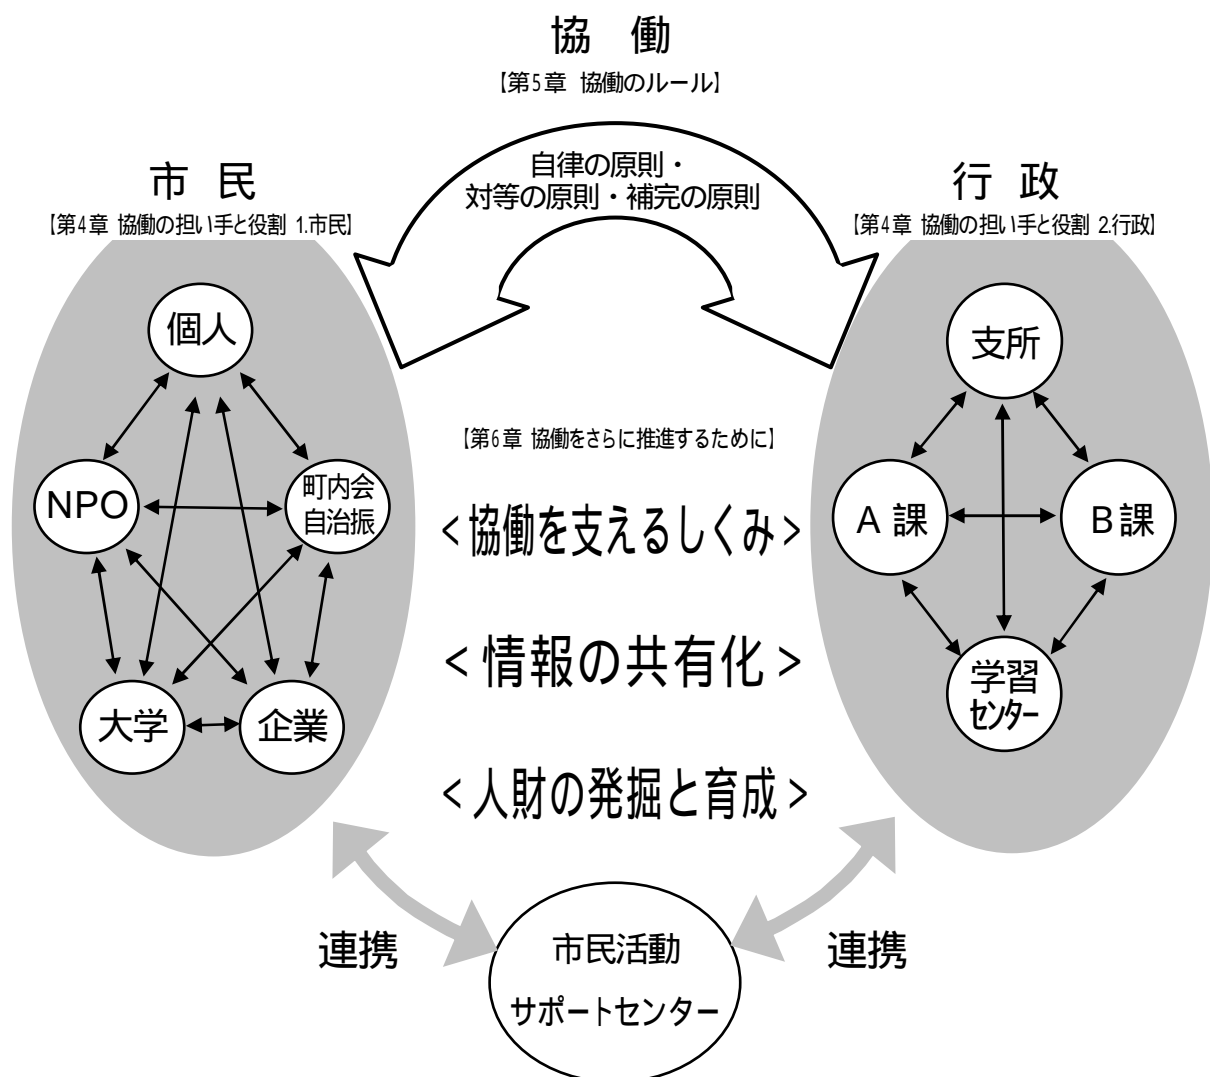 協 働
【第5章 協働のルール】
自律の原則・
対等の原則・補完の原則
市 民
【第4章 協働の担い手と役割 1.市民】
個人
NPO
町内会
自治振
大学
企業
行 政
【第4章 協働の担い手と役割 2.行政】
支所
A 課
B 課
学習
センター
【第6章 協働をさらに推進するために】
<協働を支えるしくみ>
<情報の共有化>
<人財の発掘と育成>
連携
市民活動
サポートセンター
連携